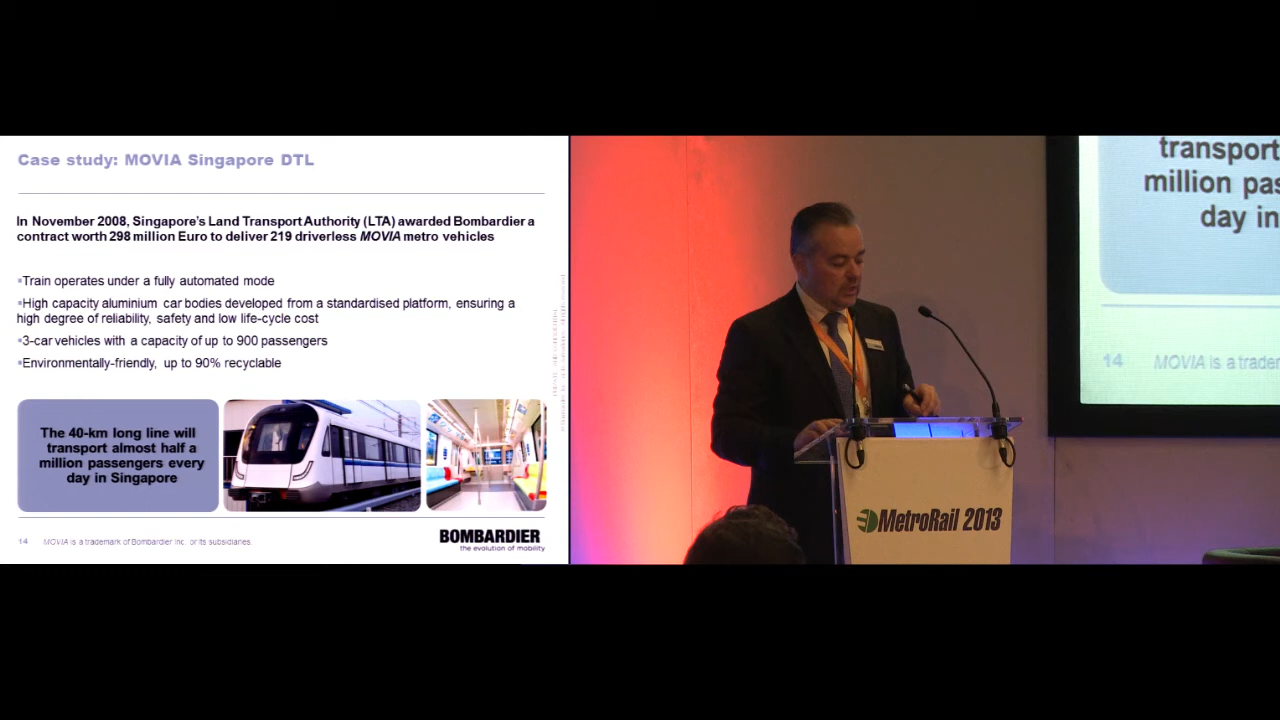 Case study: MOVIA Singapore DTL
In November 2008, Singapore's Land Transport Authority (LTA) awarded Bombardier a
contract worth 298 million Euro to deliver 219 driverless MOVIA metro vehicles
▪Train operates under a fully automated mode
▪High capacity aluminium car bodies developed from a standardised platform, ensuring a
high degree of reliability, safety and low life-cycle cost
▪3-car vehicles with a capacity of up to 900 passengers
▪Environmentally-friendly, up to 90% recyclable
The 40-km long line will
transport almost half a
million passengers every
day in Singapore
14 MOVIA is a trademark of Bombardier Inc. or its subsidiaries.
BOMBARDIER
the evolution of mobility
transport
million pas
day in
14 MOVIA is a tradem
MetroRail 2013